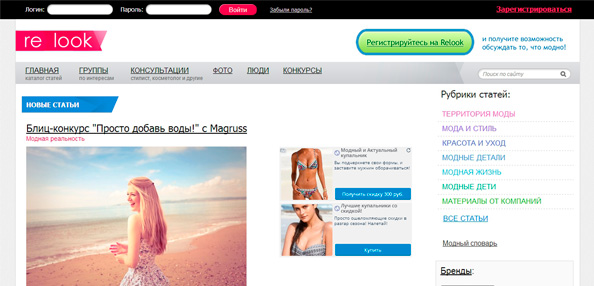 Логин: Пароль: Войти Забыли пароль? Зарегистрироваться
re look
Регистрируйтесь на Relook
и получите возможность
обсуждать то, что модно!
ГЛАВНАЯ ГРУППЫ КОНСУЛЬТАЦИИ ФОТО ЛЮДИ КОНКУРСЫ
каталог статей по интересам стилист, косметолог и другие
Поиск по сайту
НОВЫЕ СТАТЬИ
Блиц-конкурс "Просто добавь воды!" с Magruss
Модная реальность
Модный и Актуальный
купальник
Вы подчеркните свои формы, и
заставите мужчин оборачиваться!
Получить скидку 300 руб
Лучшие купальники со
скидкой!
Просто ошеломляющие скидки в
разгар сезона! Налетай!
Купить
Рубрики статей:
ТЕРРИТОРИЯ МОДЫ
МОДА И СТИЛЬ
КРАСОТА И УХОД
МОДНЫЕ ДЕТАЛИ
МОДНАЯ ЖИЗНЬ
МОДНЫЕ ДЕТИ
МАТЕРИАЛЫ ОТ КОМПАНИЙ
ВСЕ СТАТЬИ
Модный словарь
Бренды: